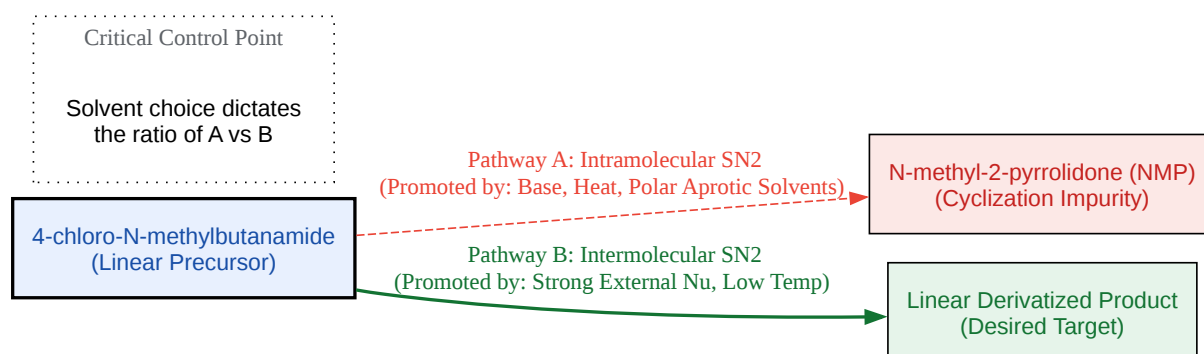 Critical Control Point
Solvent choice dictates
the ratio of A vs B
4-chloro-N-methylbutanamide
(Linear Precursor)
Pathway A: Intramolecular SN2
(Promoted by: Base, Heat, Polar Aprotic Solvents)
N-methyl-2-pyrrolidone (NMP)
(Cyclization Impurity)
Pathway B: Intermolecular SN2
(Promoted by: Strong External Nu, Low Temp)
Linear Derivatized Product
(Desired Target)